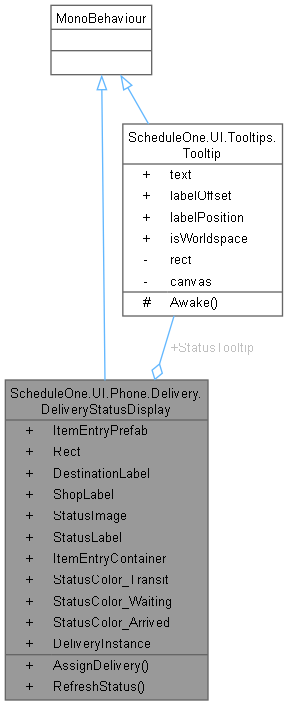 MonoBehaviour
ScheduleOne.UI.Tooltips.
Tooltip
+ text
+ labelOffset
+ labelPosition
+ isWorldspace
- rect
- canvas
# Awake()
+StatusTooltip
ScheduleOne.UI.Phone.Delivery.
DeliveryStatusDisplay
+ ItemEntryPrefab
+ Rect
+ DestinationLabel
+ ShopLabel
+ StatusImage
+ StatusLabel
+ ItemEntryContainer
+ StatusColor_Transit
+ StatusColor_Waiting
+ StatusColor_Arrived
+ DeliveryInstance
+ AssignDelivery()
+ RefreshStatus()